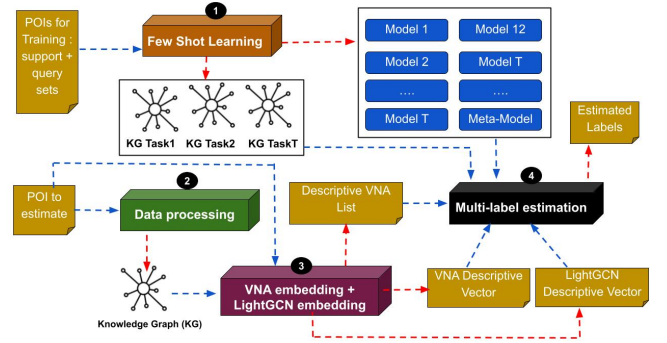 POIs for
Training :
support +
query
sets
1
Few Shot Learning
Model 1
Model 12
Model 2
Model T
....
....
Model T
Meta-Model
KG Task1
KG Task2
KG TaskT
Estimated
Labels
POI to
estimate
2
Data processing
Descriptive VNA
List
4
Multi-label estimation
3
VNA embedding +
LightGCN embedding
Knowledge Graph (KG)
VNA Descriptive
Vector
LightGCN
Descriptive Vector